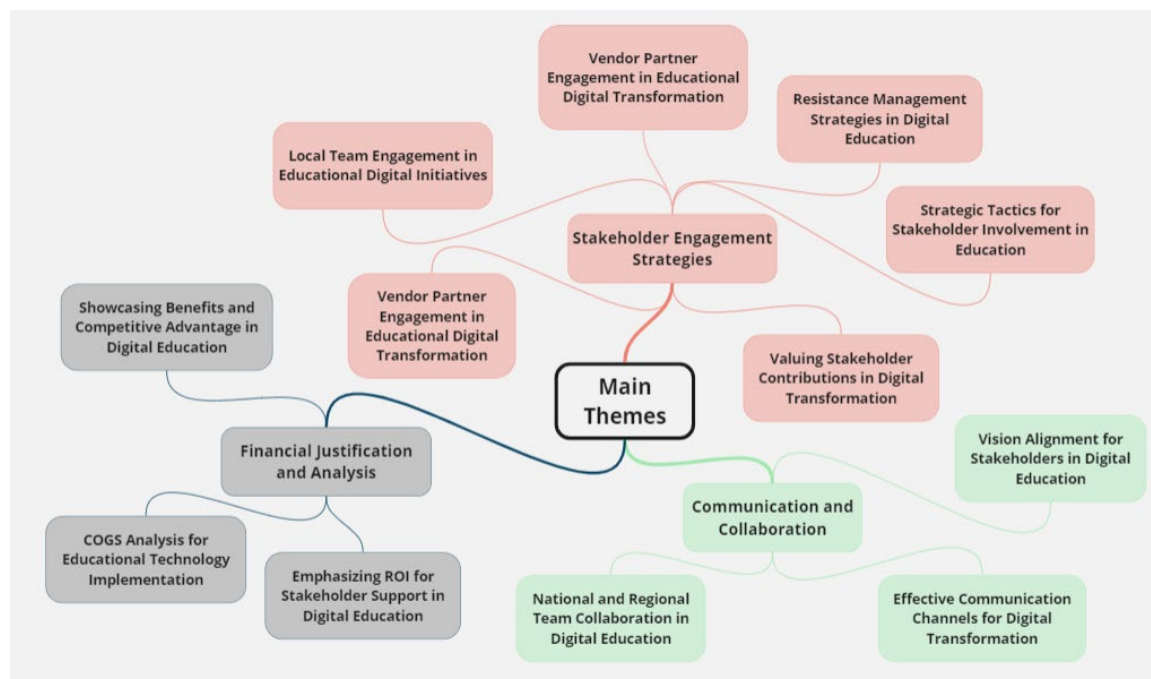 Vendor Partner
Engagement in Educational
Digital Transformation
Resistance Management
Strategies in Digital
Education
Local Team Engagement in
Educational Digital Initiatives
Strategic Tactics for
Stakeholder Involvement in
Education
Stakeholder Engagement
Strategies
Vendor Partner
Engagement in
Educational Digital
Transformation
Valuing Stakeholder
Contributions in Digital
Transformation
Main
Themes
Showcasing Benefits and
Competitive Advantage in
Digital Education
Financial Justification
and Analysis
COGS Analysis for
Educational Technology
Implementation
Emphasizing ROI for
Stakeholder Support in
Digital Education
Vision Alignment for
Stakeholders in Digital
Education
Communication and
Collaboration
National and Regional
Team Collaboration in
Digital Education
Effective Communication
Channels for Digital
Transformation